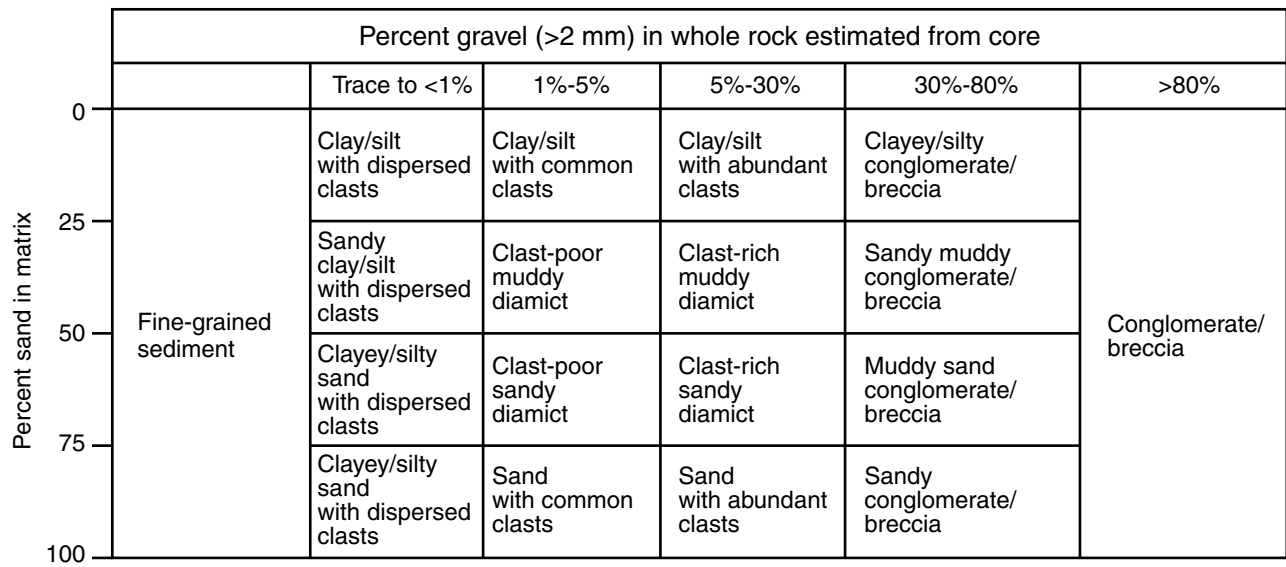 Percent gravel (>2 mm) in whole rock estimated from core
Trace to <1%
1%-5%
5%-30%
30%-80%
>80%
Percent sand in matrix
0
25
50
75
100
Fine-grained
sediment
Clay/silt
with dispersed
clasts
Clay/silt
with common
clasts
Clay/silt
with abundant
clasts
Clayey/silty
conglomerate/
breccia
Sandy
clay/silt
with dispersed
clasts
Clast-poor
muddy
diamict
Clast-rich
muddy
diamict
Sandy muddy
conglomerate/
breccia
Clayey/silty
sand
with dispersed
clasts
Clast-poor
sandy
diamict
Clast-rich
sandy
diamict
Muddy sand
conglomerate/
breccia
Clayey/silty
sand
with dispersed
clasts
Sand
with common
clasts
Sand
with abundant
clasts
Sandy
conglomerate/
breccia
Conglomerate/
breccia